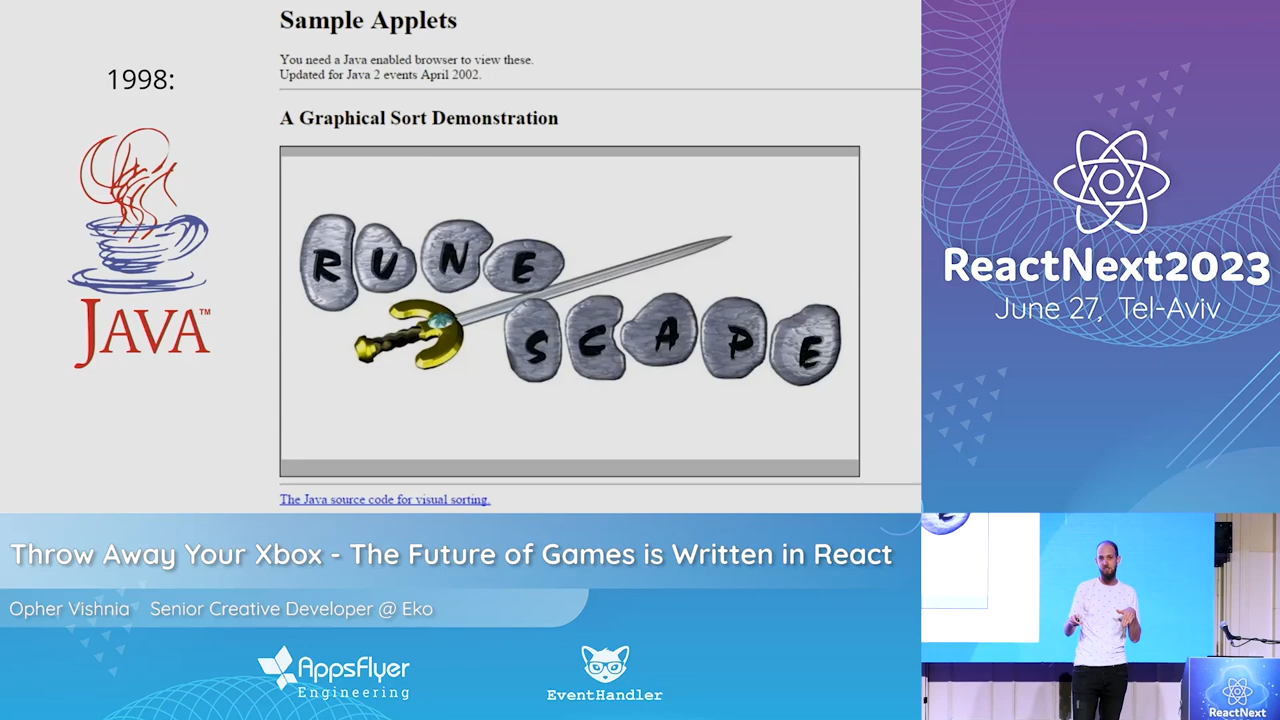 1998:
JAVA™
Sample Applets
You need a Java enabled browser to view these.
Updated for Java 2 events April 2002.
A Graphical Sort Demonstration
RUNE
SCAPE
The Java source code for visual sorting.
ReactNext2023
June 27, Tel-Aviv
Throw Away Your Xbox - The Future of Games is Written in React
Opher Vishnia Senior Creative Developer @ Eko
AppsFlyer
Engineering
EventHandler
ReactNext